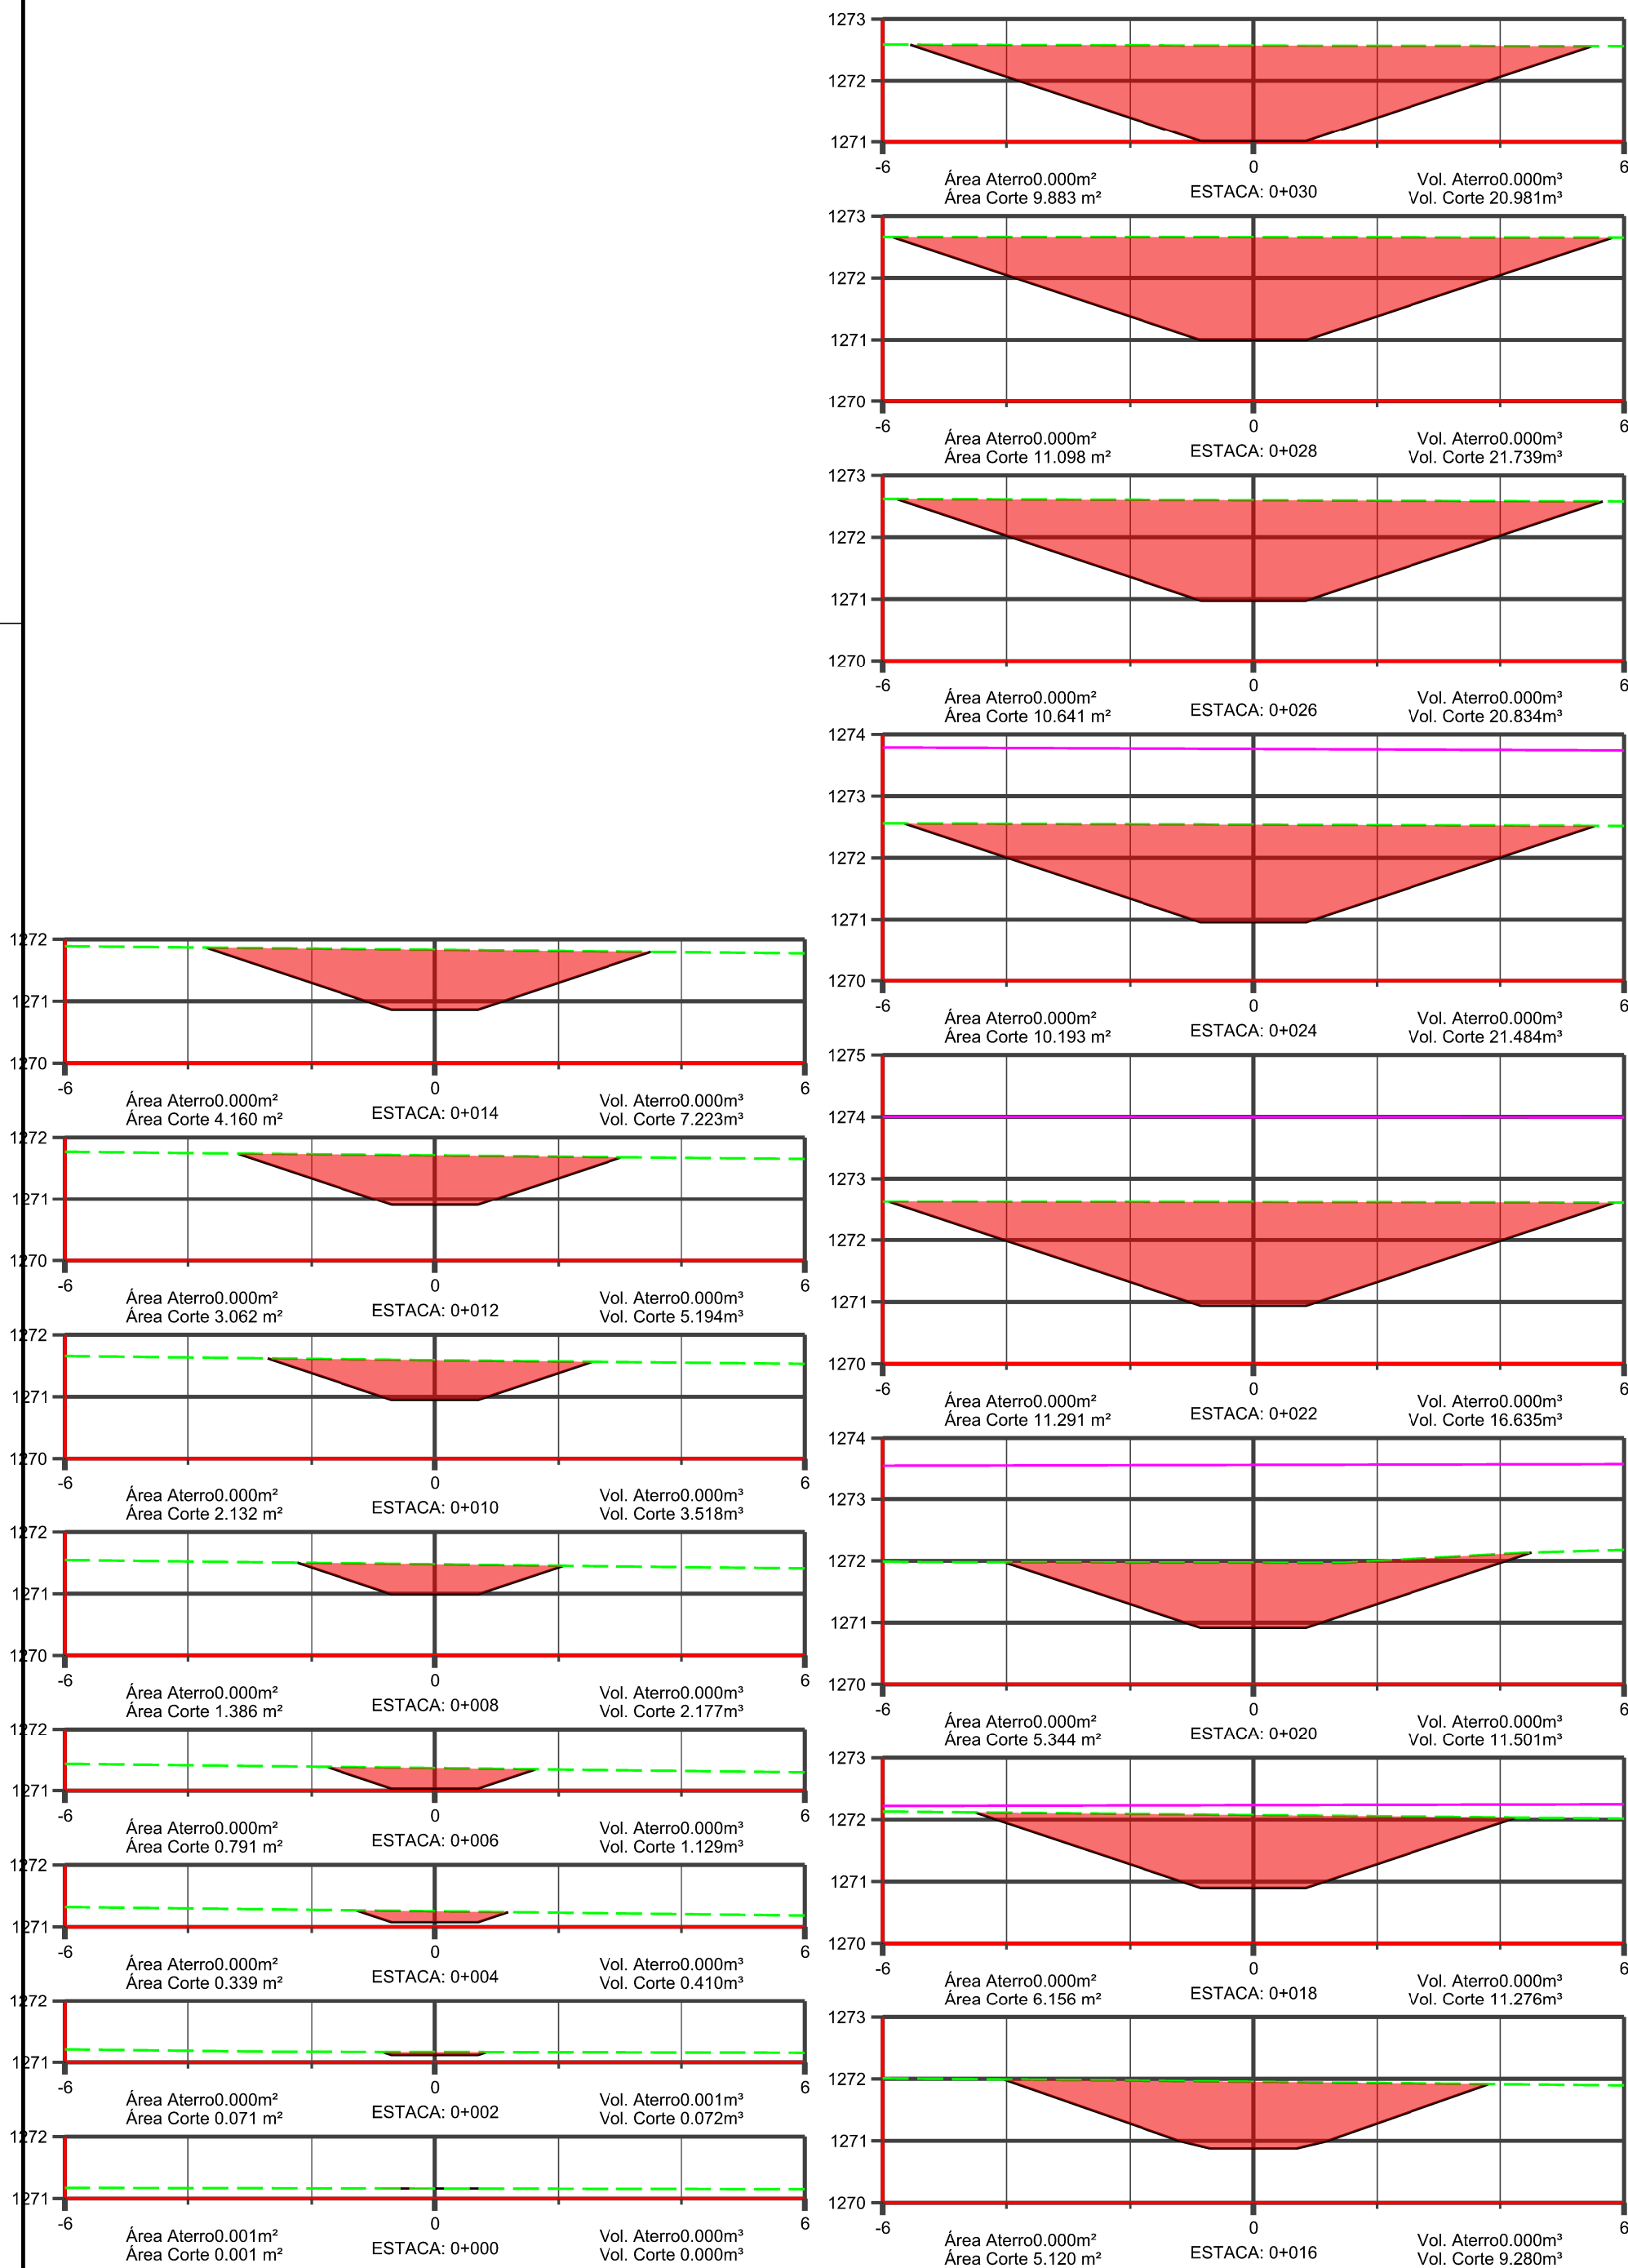 1272
1271
1270
-6 0 6
Área Aterro0.000m² ESTACA: 0+014 Vol. Aterro0.000m³
Área Corte 4.160 m² Vol. Corte 7.223m³
1272
1271
1270
-6 0 6
Área Aterro0.000m² ESTACA: 0+012 Vol. Aterro0.000m³
Área Corte 3.062 m² Vol. Corte 5.194m³
1272
1271
1270
-6 0 6
Área Aterro0.000m² ESTACA: 0+010 Vol. Aterro0.000m³
Área Corte 2.132 m² Vol. Corte 3.518m³
1272
1271
1270
-6 0 6
Área Aterro0.000m² ESTACA: 0+008 Vol. Aterro0.000m³
Área Corte 1.386 m² Vol. Corte 2.177m³
1272
1271
-6 0 6
Área Aterro0.000m² ESTACA: 0+006 Vol. Aterro0.000m³
Área Corte 0.791 m² Vol. Corte 1.129m³
1272
1271
-6 0 6
Área Aterro0.000m² ESTACA: 0+004 Vol. Aterro0.000m³
Área Corte 0.339 m² Vol. Corte 0.410m³
1272
1271
-6 0 6
Área Aterro0.000m² ESTACA: 0+002 Vol. Aterro0.001m³
Área Corte 0.071 m² Vol. Corte 0.072m³
1272
1271
-6 0 6
Área Aterro0.001m² ESTACA: 0+000 Vol. Aterro0.000m³
Área Corte 0.001 m² Vol. Corte 0.000m³
1273
1272
1271
-6 0 6
Área Aterro0.000m² ESTACA: 0+030 Vol. Aterro0.000m³
Área Corte 9.883 m² Vol. Corte 20.981m³
1273
1272
1271
1270
-6 0 6
Área Aterro0.000m² ESTACA: 0+028 Vol. Aterro0.000m³
Área Corte 11.098 m² Vol. Corte 21.739m³
1273
1272
1271
1270
-6 0 6
Área Aterro0.000m² ESTACA: 0+026 Vol. Aterro0.000m³
Área Corte 10.641 m² Vol. Corte 20.834m³
1274
1273
1272
1271
1270
-6 0 6
Área Aterro0.000m² ESTACA: 0+024 Vol. Aterro0.000m³
Área Corte 10.193 m² Vol. Corte 21.484m³
1275
1274
1273
1272
1271
1270
-6 0 6
Área Aterro0.000m² ESTACA: 0+022 Vol. Aterro0.000m³
Área Corte 11.291 m² Vol. Corte 16.635m³
1274
1273
1272
1271
1270
-6 0 6
Área Aterro0.000m² ESTACA: 0+020 Vol. Aterro0.000m³
Área Corte 5.344 m² Vol. Corte 11.501m³
1273
1272
1271
1270
-6 0 6
Área Aterro0.000m² ESTACA: 0+018 Vol. Aterro0.000m³
Área Corte 6.156 m² Vol. Corte 11.276m³
1273
1272
1271
1270
-6 0 6
Área Aterro0.000m² ESTACA: 0+016 Vol. Aterro0.000m³
Área Corte 5.120 m² Vol. Corte 9.280m³